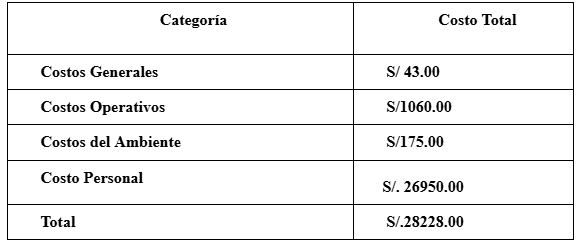 Categoría Costo Total
Costos Generales S/ 43.00
Costos Operativos S/1060.00
Costos del Ambiente S/175.00
Costo Personal S/. 26950.00
Total S/.28228.00